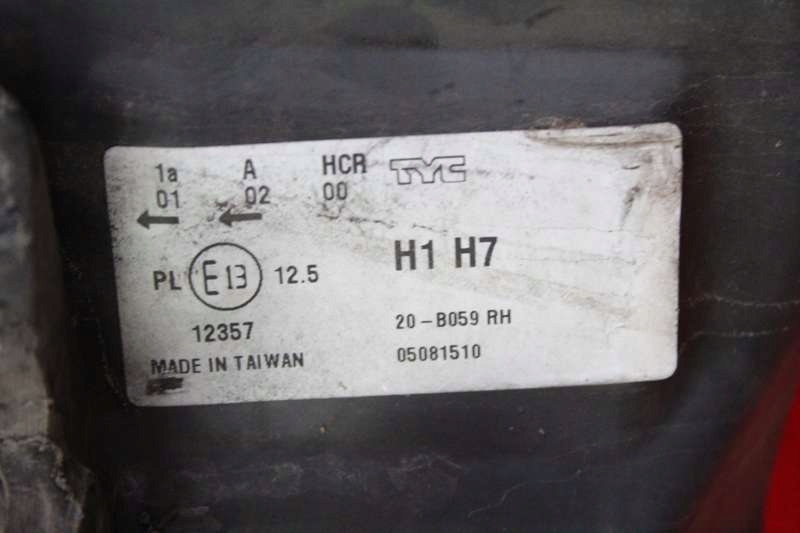 1a A HCR TYC
01 02 00
H1 H7
PL E13 12.5
12357
20-B059 RH
MADE IN TAIWAN
05081510